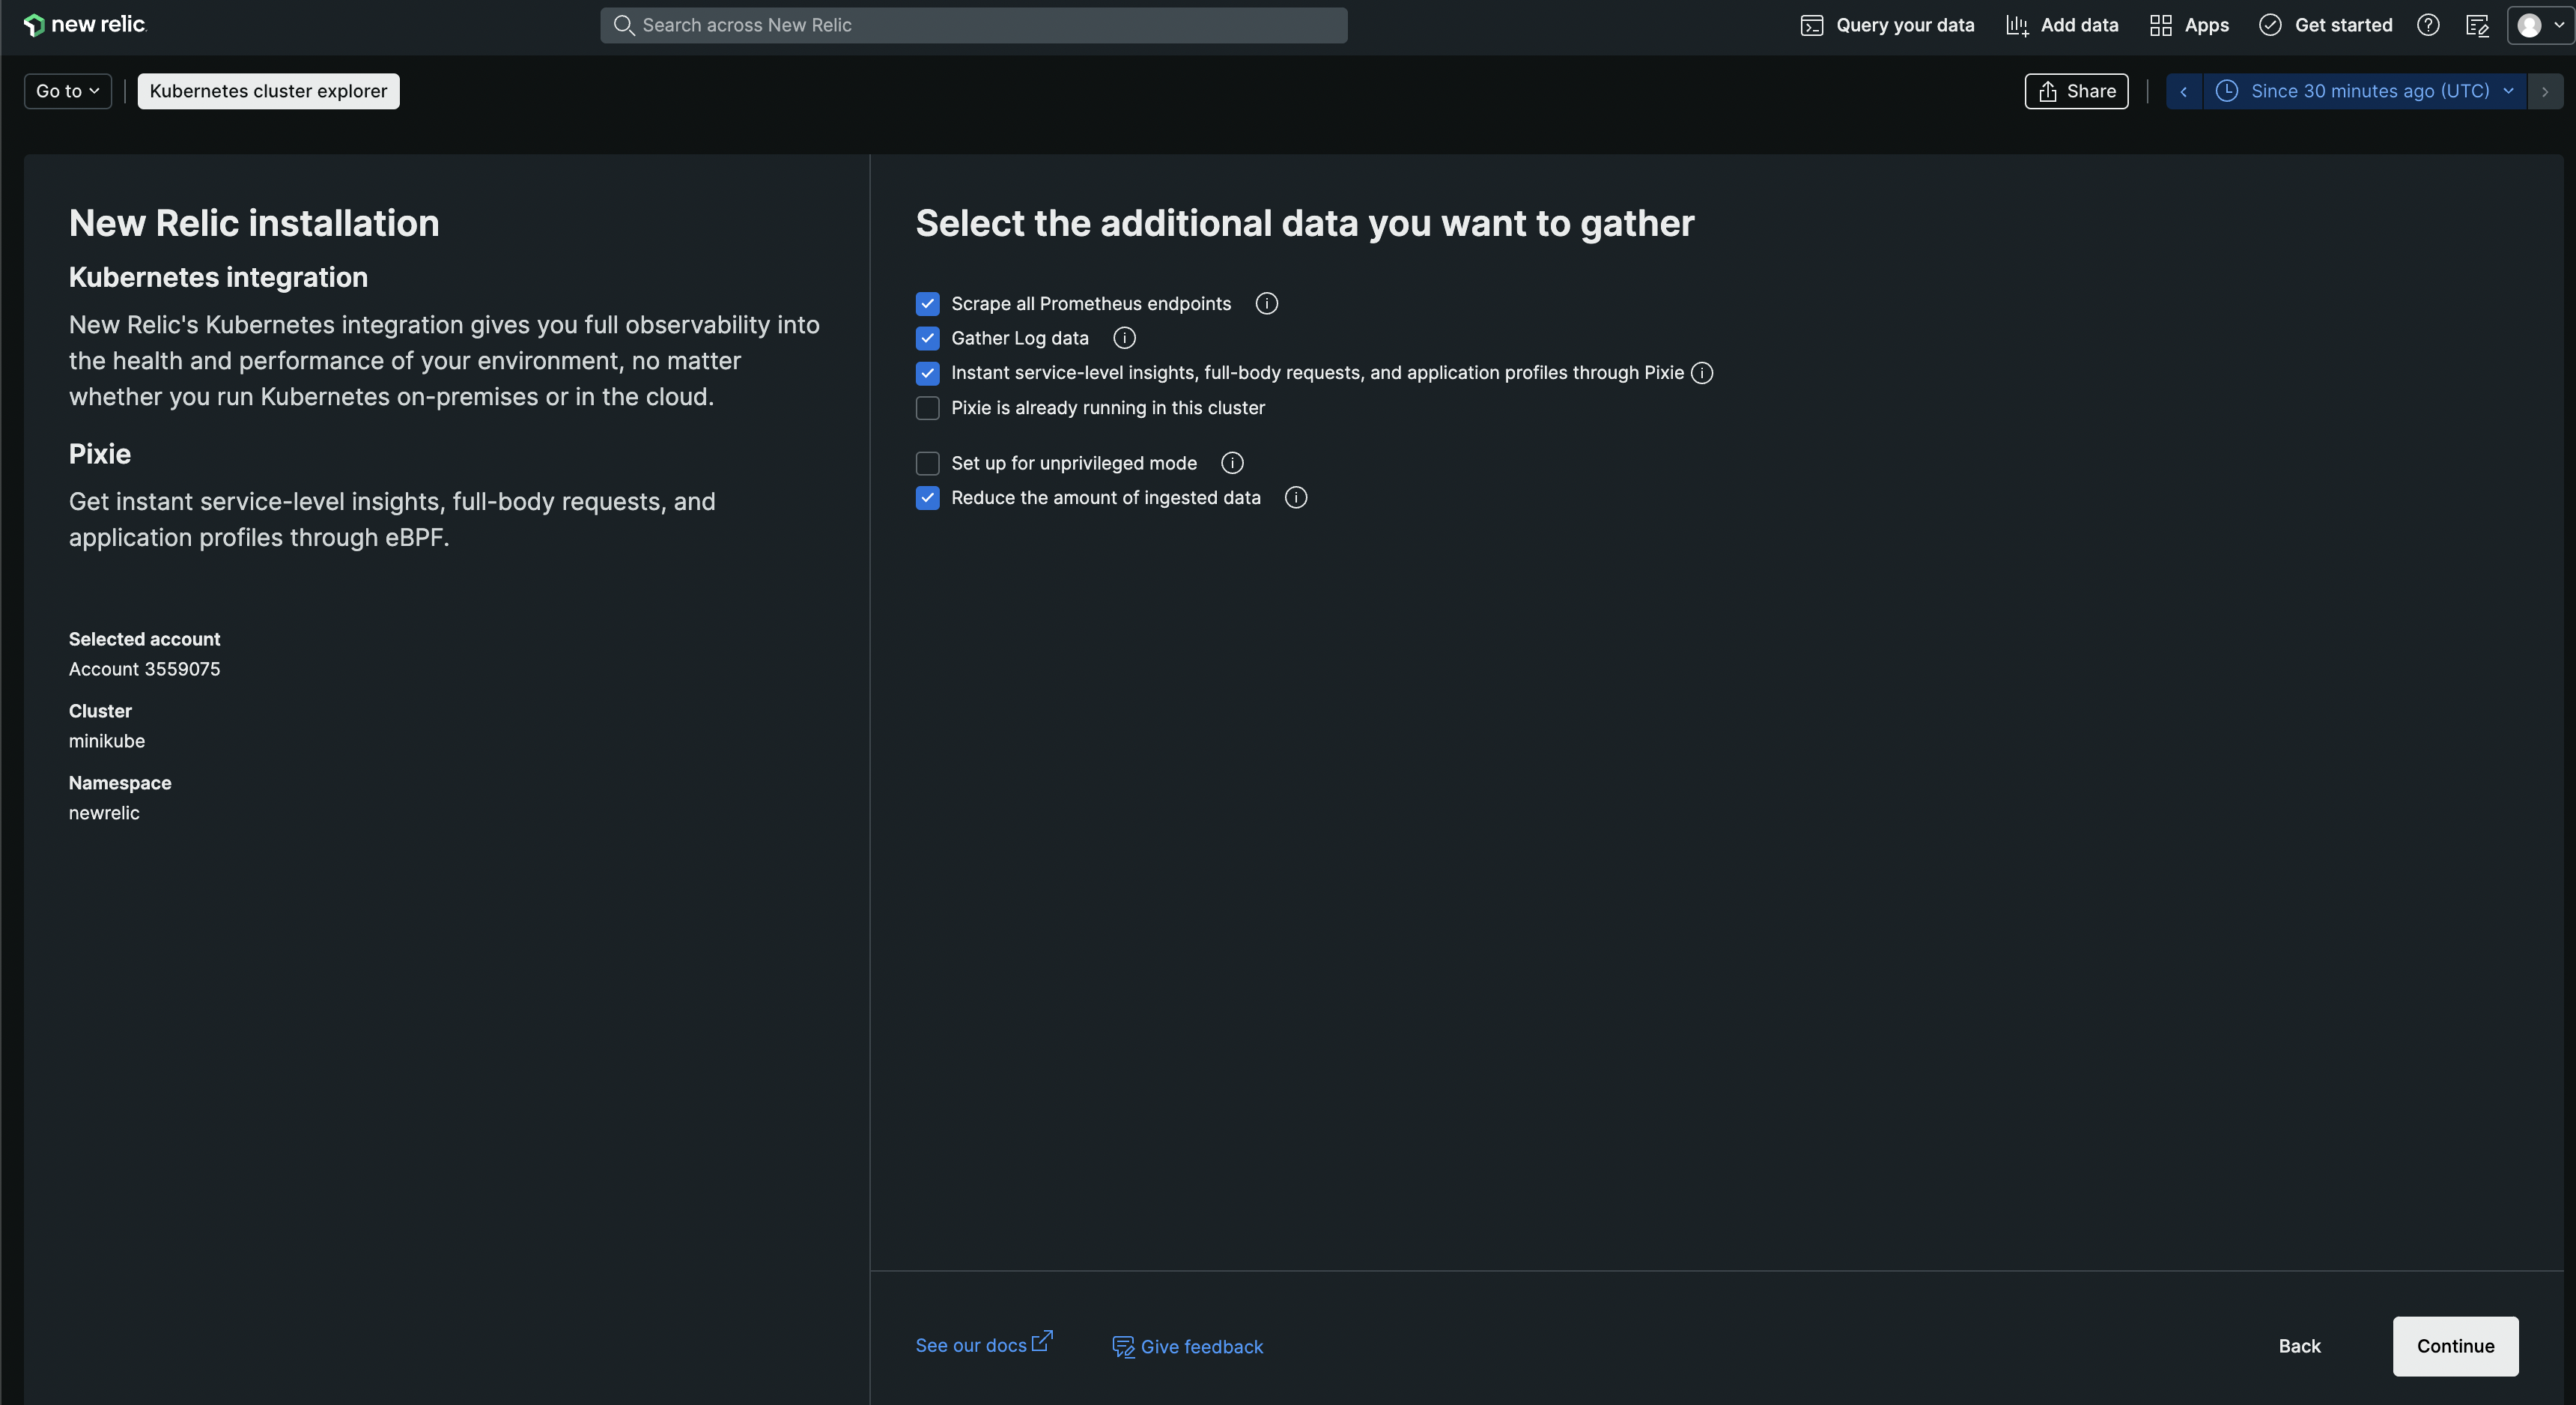 new relic.
Search across New Relic
Query your data
Add data
Apps
Get started
Go to
Kubernetes cluster explorer
Share
Since 30 minutes ago (UTC)
New Relic installation
Kubernetes integration
New Relic's Kubernetes integration gives you full observability into
the health and performance of your environment, no matter
whether you run Kubernetes on-premises or in the cloud.
Pixie
Get instant service-level insights, full-body requests, and
application profiles through eBPF.
Selected account
Account 3559075
Cluster
minikube
Namespace
newrelic
Select the additional data you want to gather
Scrape all Prometheus endpoints
Gather Log data
Instant service-level insights, full-body requests, and application profiles through Pixie
Pixie is already running in this cluster
Set up for unprivileged mode
Reduce the amount of ingested data
See our docs
Give feedback
Back
Continue